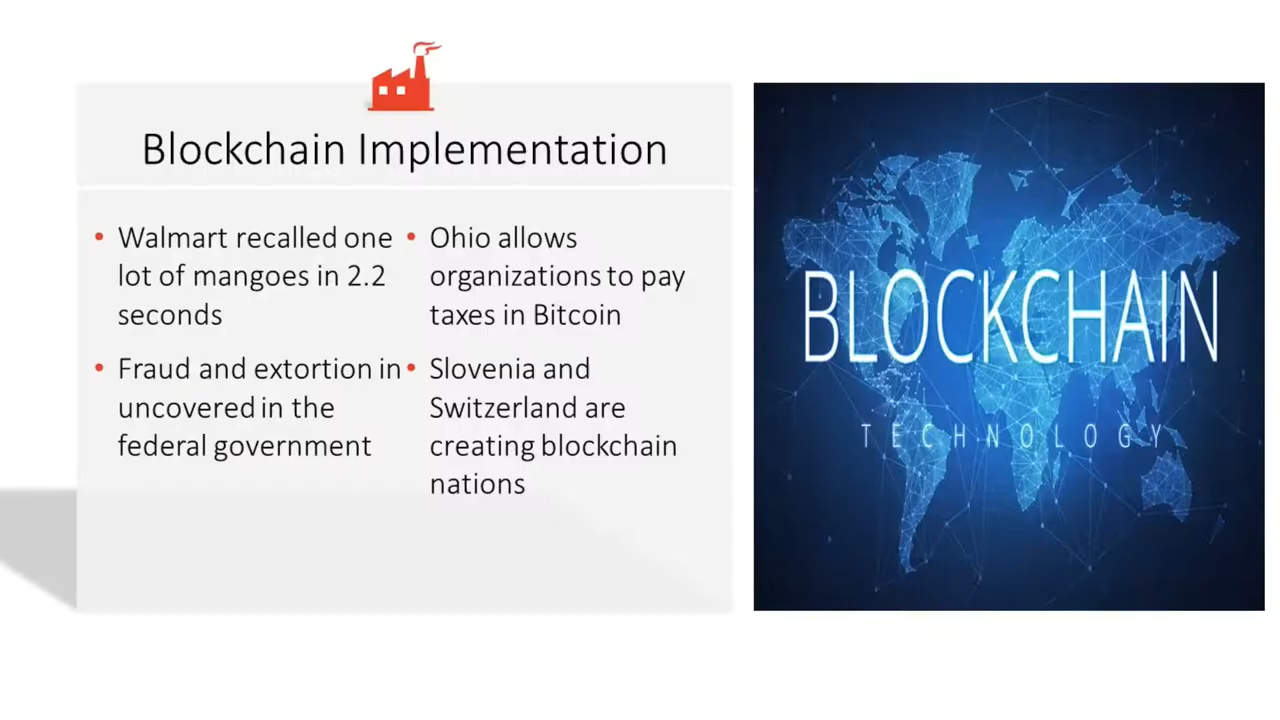 Blockchain Implementation
• Walmart recalled one
lot of mangoes in 2.2
seconds
• Fraud and extortion in
uncovered in the
federal government
• Ohio allows
organizations to pay
taxes in Bitcoin
• Slovenia and
Switzerland are
creating blockchain
nations
BLOCKCHAIN
TECHNOLOGY